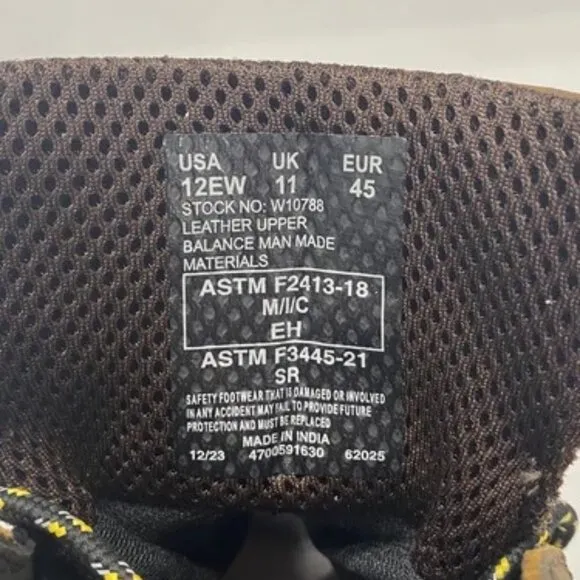 USA UK EUR
12EW 11 45
STOCK NO: W10788
LEATHER UPPER
BALANCE MAN MADE
MATERIALS
ASTM F2413-18
M/I/C
EH
ASTM F3445-21
SR
SAFETY FOOTWEAR THAT IS DAMAGED OR INVOLVED
IN ANY ACCIDENT MAY FAIL TO PROVIDE FUTURE
PROTECTION AND MUST BE REPLACED
MADE IN INDIA
12/23 4700591630 62025